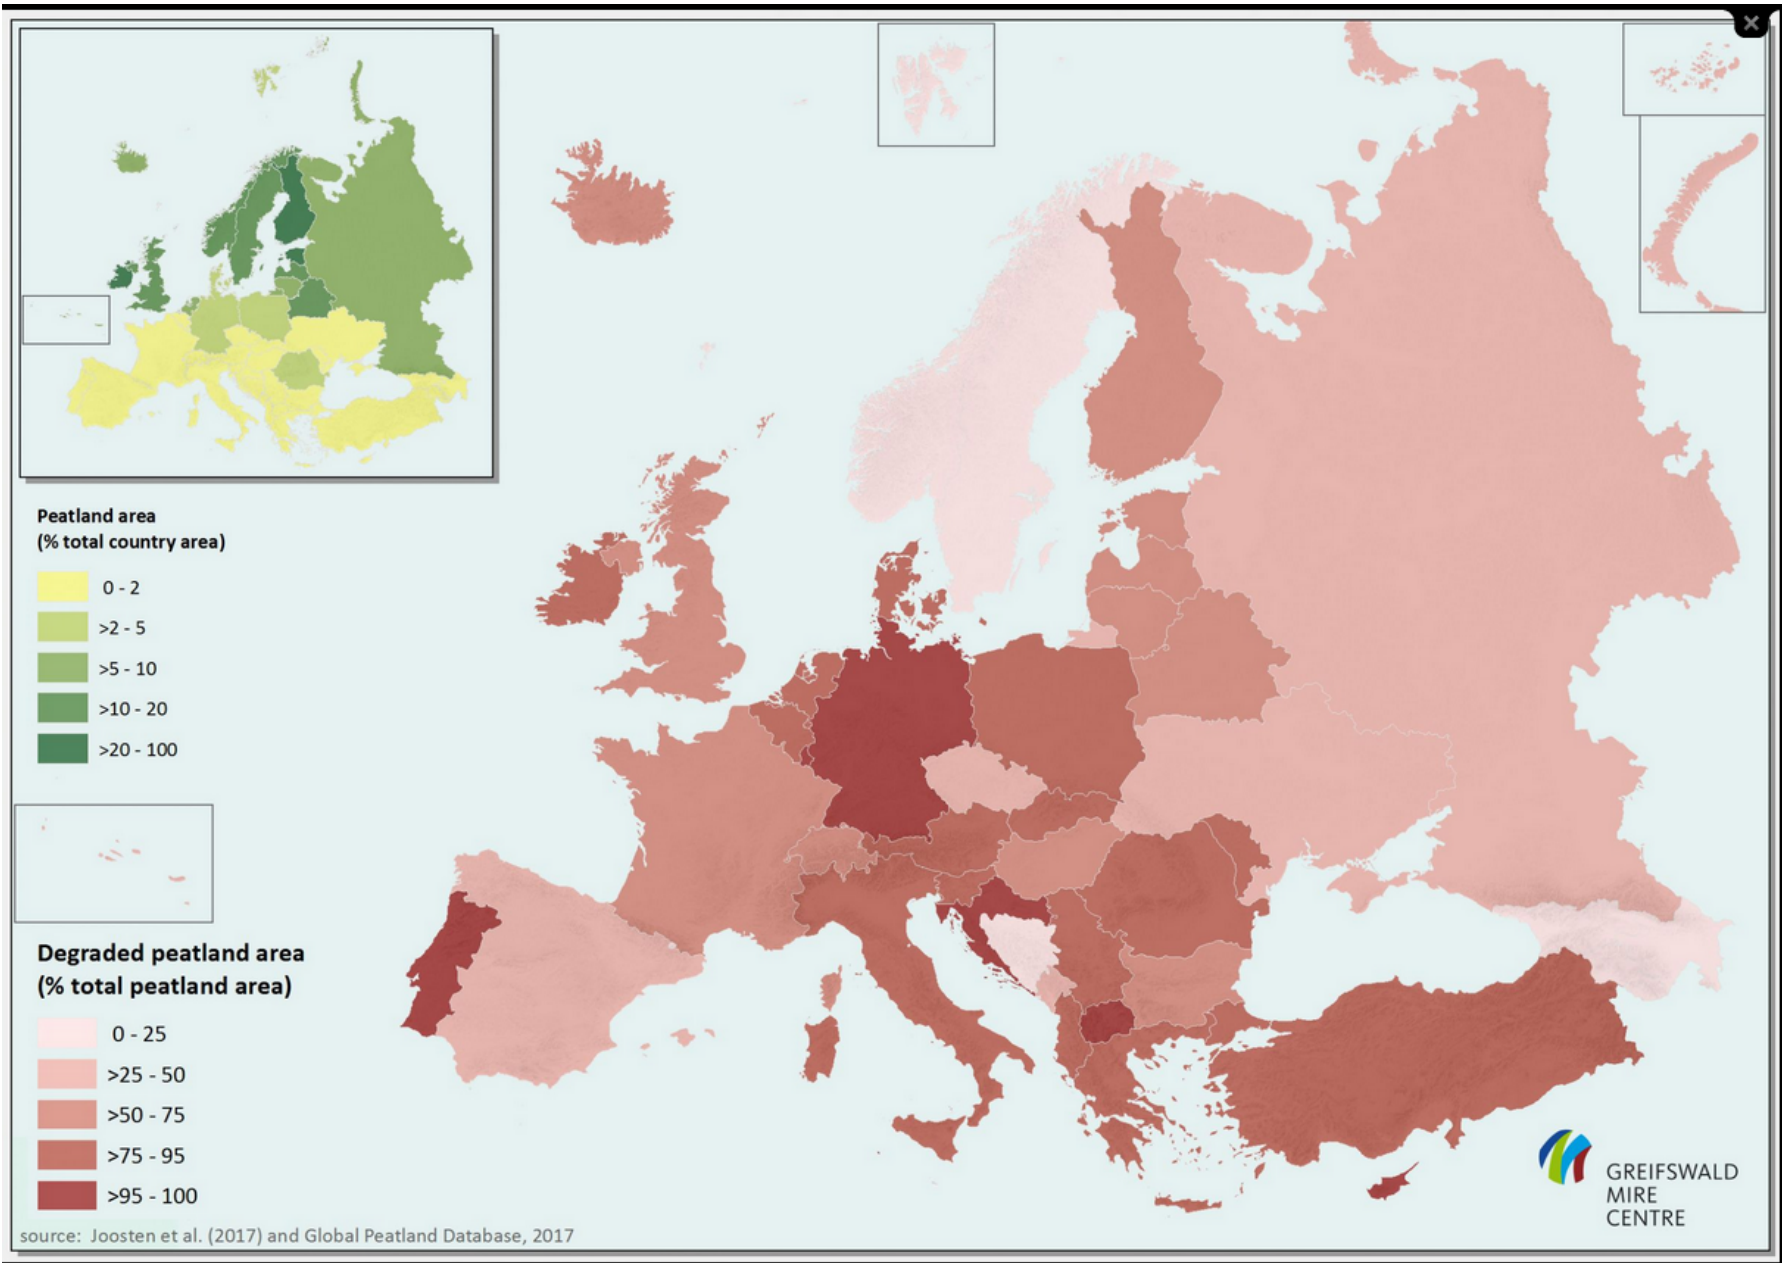 Peatland area
(% total country area)
0 - 2
>2 - 5
>5 - 10
>10 - 20
>20 - 100
Degraded peatland area
(% total peatland area)
0 - 25
>25 - 50
>50 - 75
>75 - 95
>95 - 100
source:  Joosten et al. (2017) and Global Peatland Database, 2017
GREIFSWALD
MIRE
CENTRE